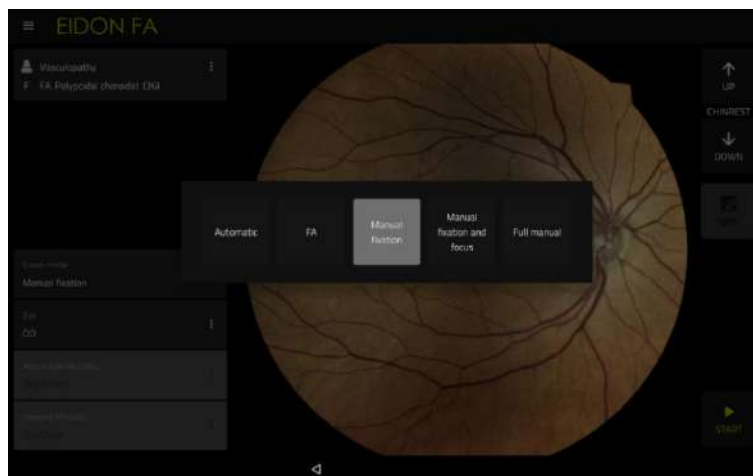 EIDON FA
Vasculopathy
F FA Polypoidal choroidal (36)
UP
CHINREST
DOWN
Automatic
FA
Manual
fixation
Manual
fixation and
focus
Full manual
Exam mode
Manual fixation
Eye
OD
START